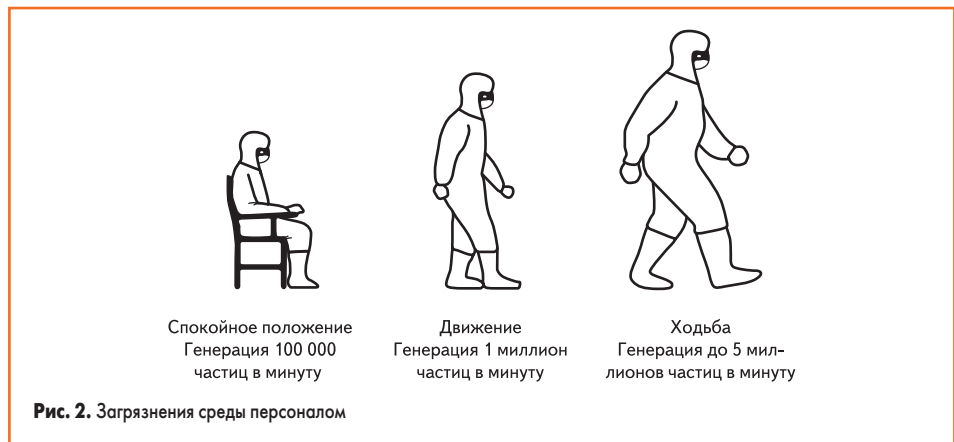 Спокойное положение
Генерация 100 000
частиц в минуту
Движение
Генерация 1 миллион
частиц в минуту
Ходьба
Генерация до 5 мил-
лионов частиц в минуту
Рис. 2. Загрязнения среды персоналом